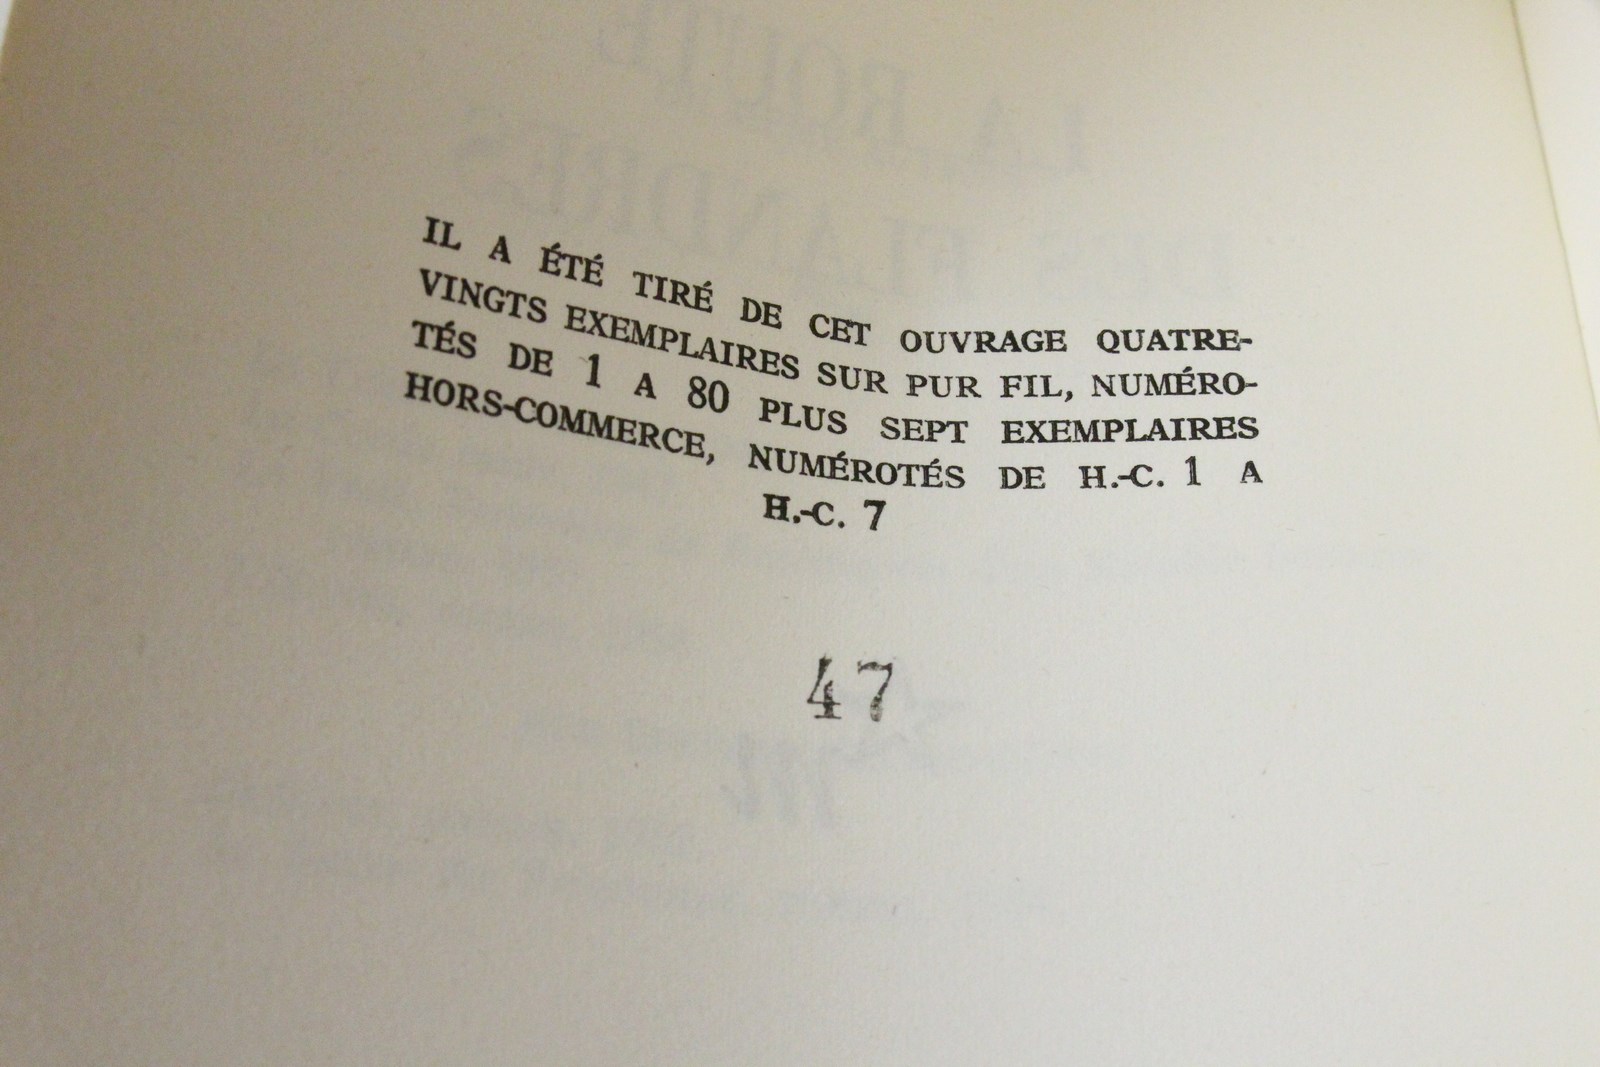 IL A ÉTÉ TIRÉ DE CET OUVRAGE QUATRE-
VINGTS EXEMPLAIRES SUR PUR FIL, NUMÉRO-
TÉS DE 1 A 80 PLUS SEPT EXEMPLAIRES
HORS-COMMERCE, NUMÉROTÉS DE H.-C. 1 A
H.-C. 7
47